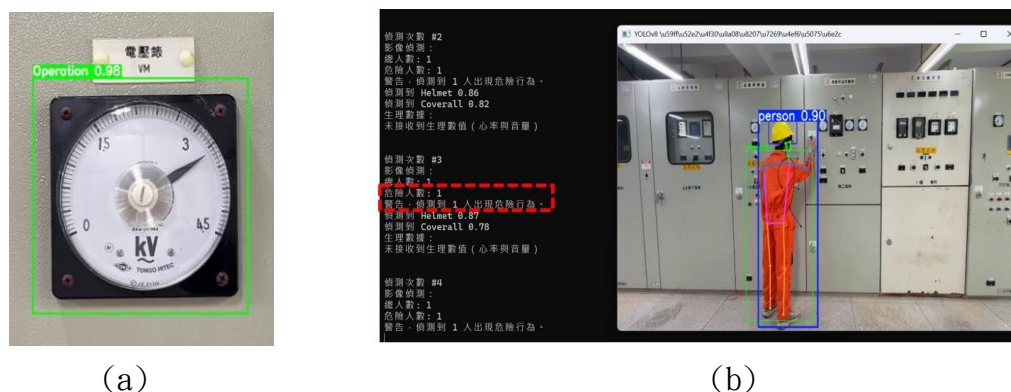 電壓錶
VM
Operation 0.98
15
3
0
45
kV
TONGO HITEC
(a)
偵測次數 #2
影像偵測：
總人數: 1
危險人數: 1
警告，偵測到 1 人出現危險行為。
偵測到 Helmet 0.86
偵測到 Coverall 0.82
生理數據：
未接收到生理數值（心率與音量）
偵測次數 #3
影像偵測：
總人數: 1
危險人數: 1
警告，偵測到 1 人出現危險行為。
偵測到 Helmet 0.87
偵測到 Coverall 0.78
生理數據：
未接收到生理數值（心率與音量）
偵測次數 #4
影像偵測：
總人數: 1
危險人數: 1
警告，偵測到 1 人出現危險行為。
YOLOv8 \u59ff\u52e2\u4f30\u8a08\u8207\u7269\u4ef6\u5075\u6e2c
person 0.90
(b)